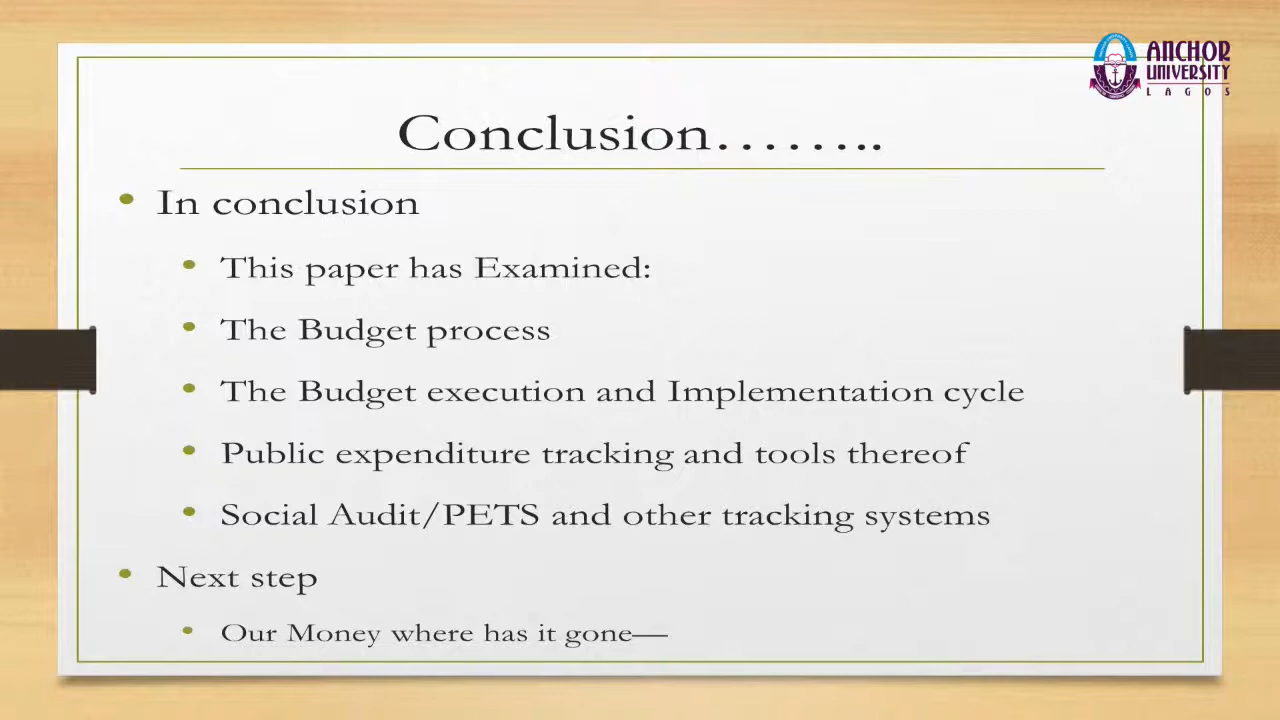 ANCHOR
UNIVERSITY
LAGOS
Conclusion……..
• In conclusion
• This paper has Examined:
• The Budget process
• The Budget execution and Implementation cycle
• Public expenditure tracking and tools thereof
• Social Audit/PETS and other tracking systems
• Next step
• Our Money where has it gone—